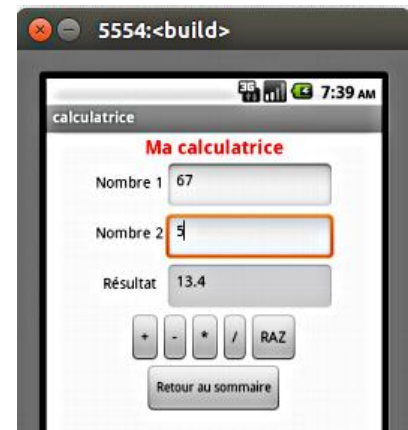 5554:<build>
3G 7:39 AM
calculatrice
Ma calculatrice
Nombre 1 67
Nombre 2 5
Résultat 13.4
+ - * / RAZ
Retour au sommaire